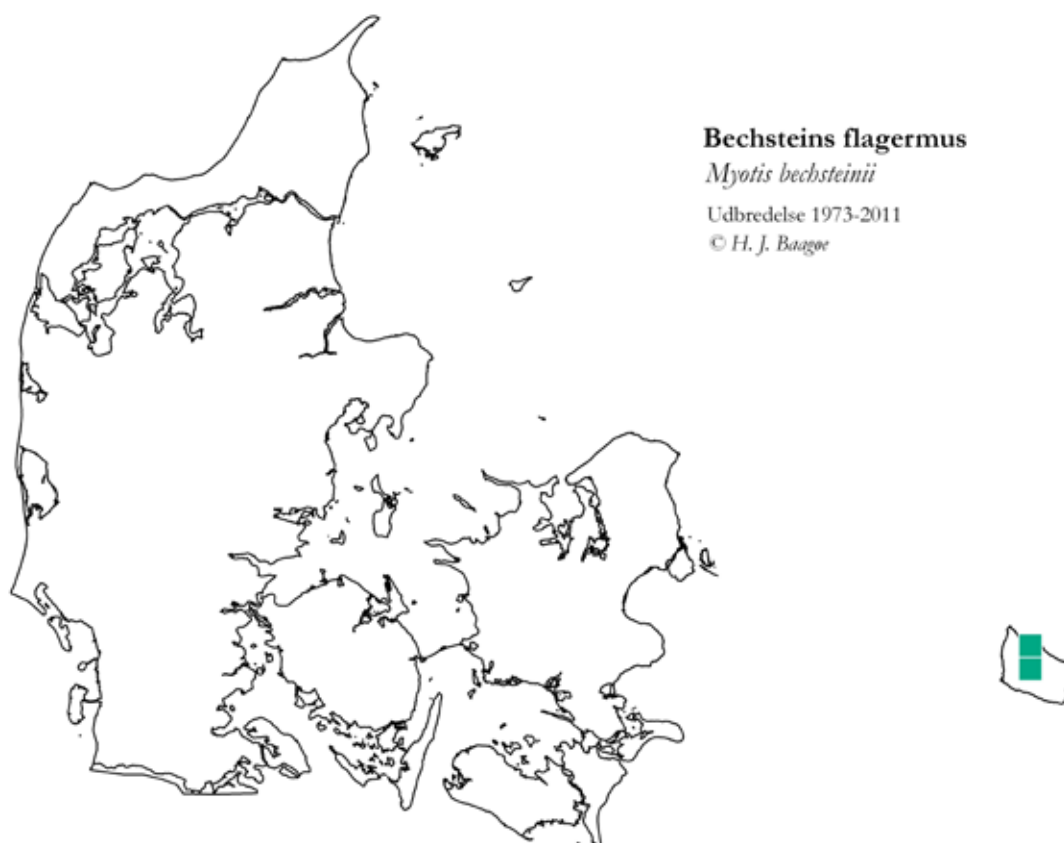 Bechsteins flagermus
Myotis bechsteinii
Udbredelse 1973-2011
© H. J. Baagøe